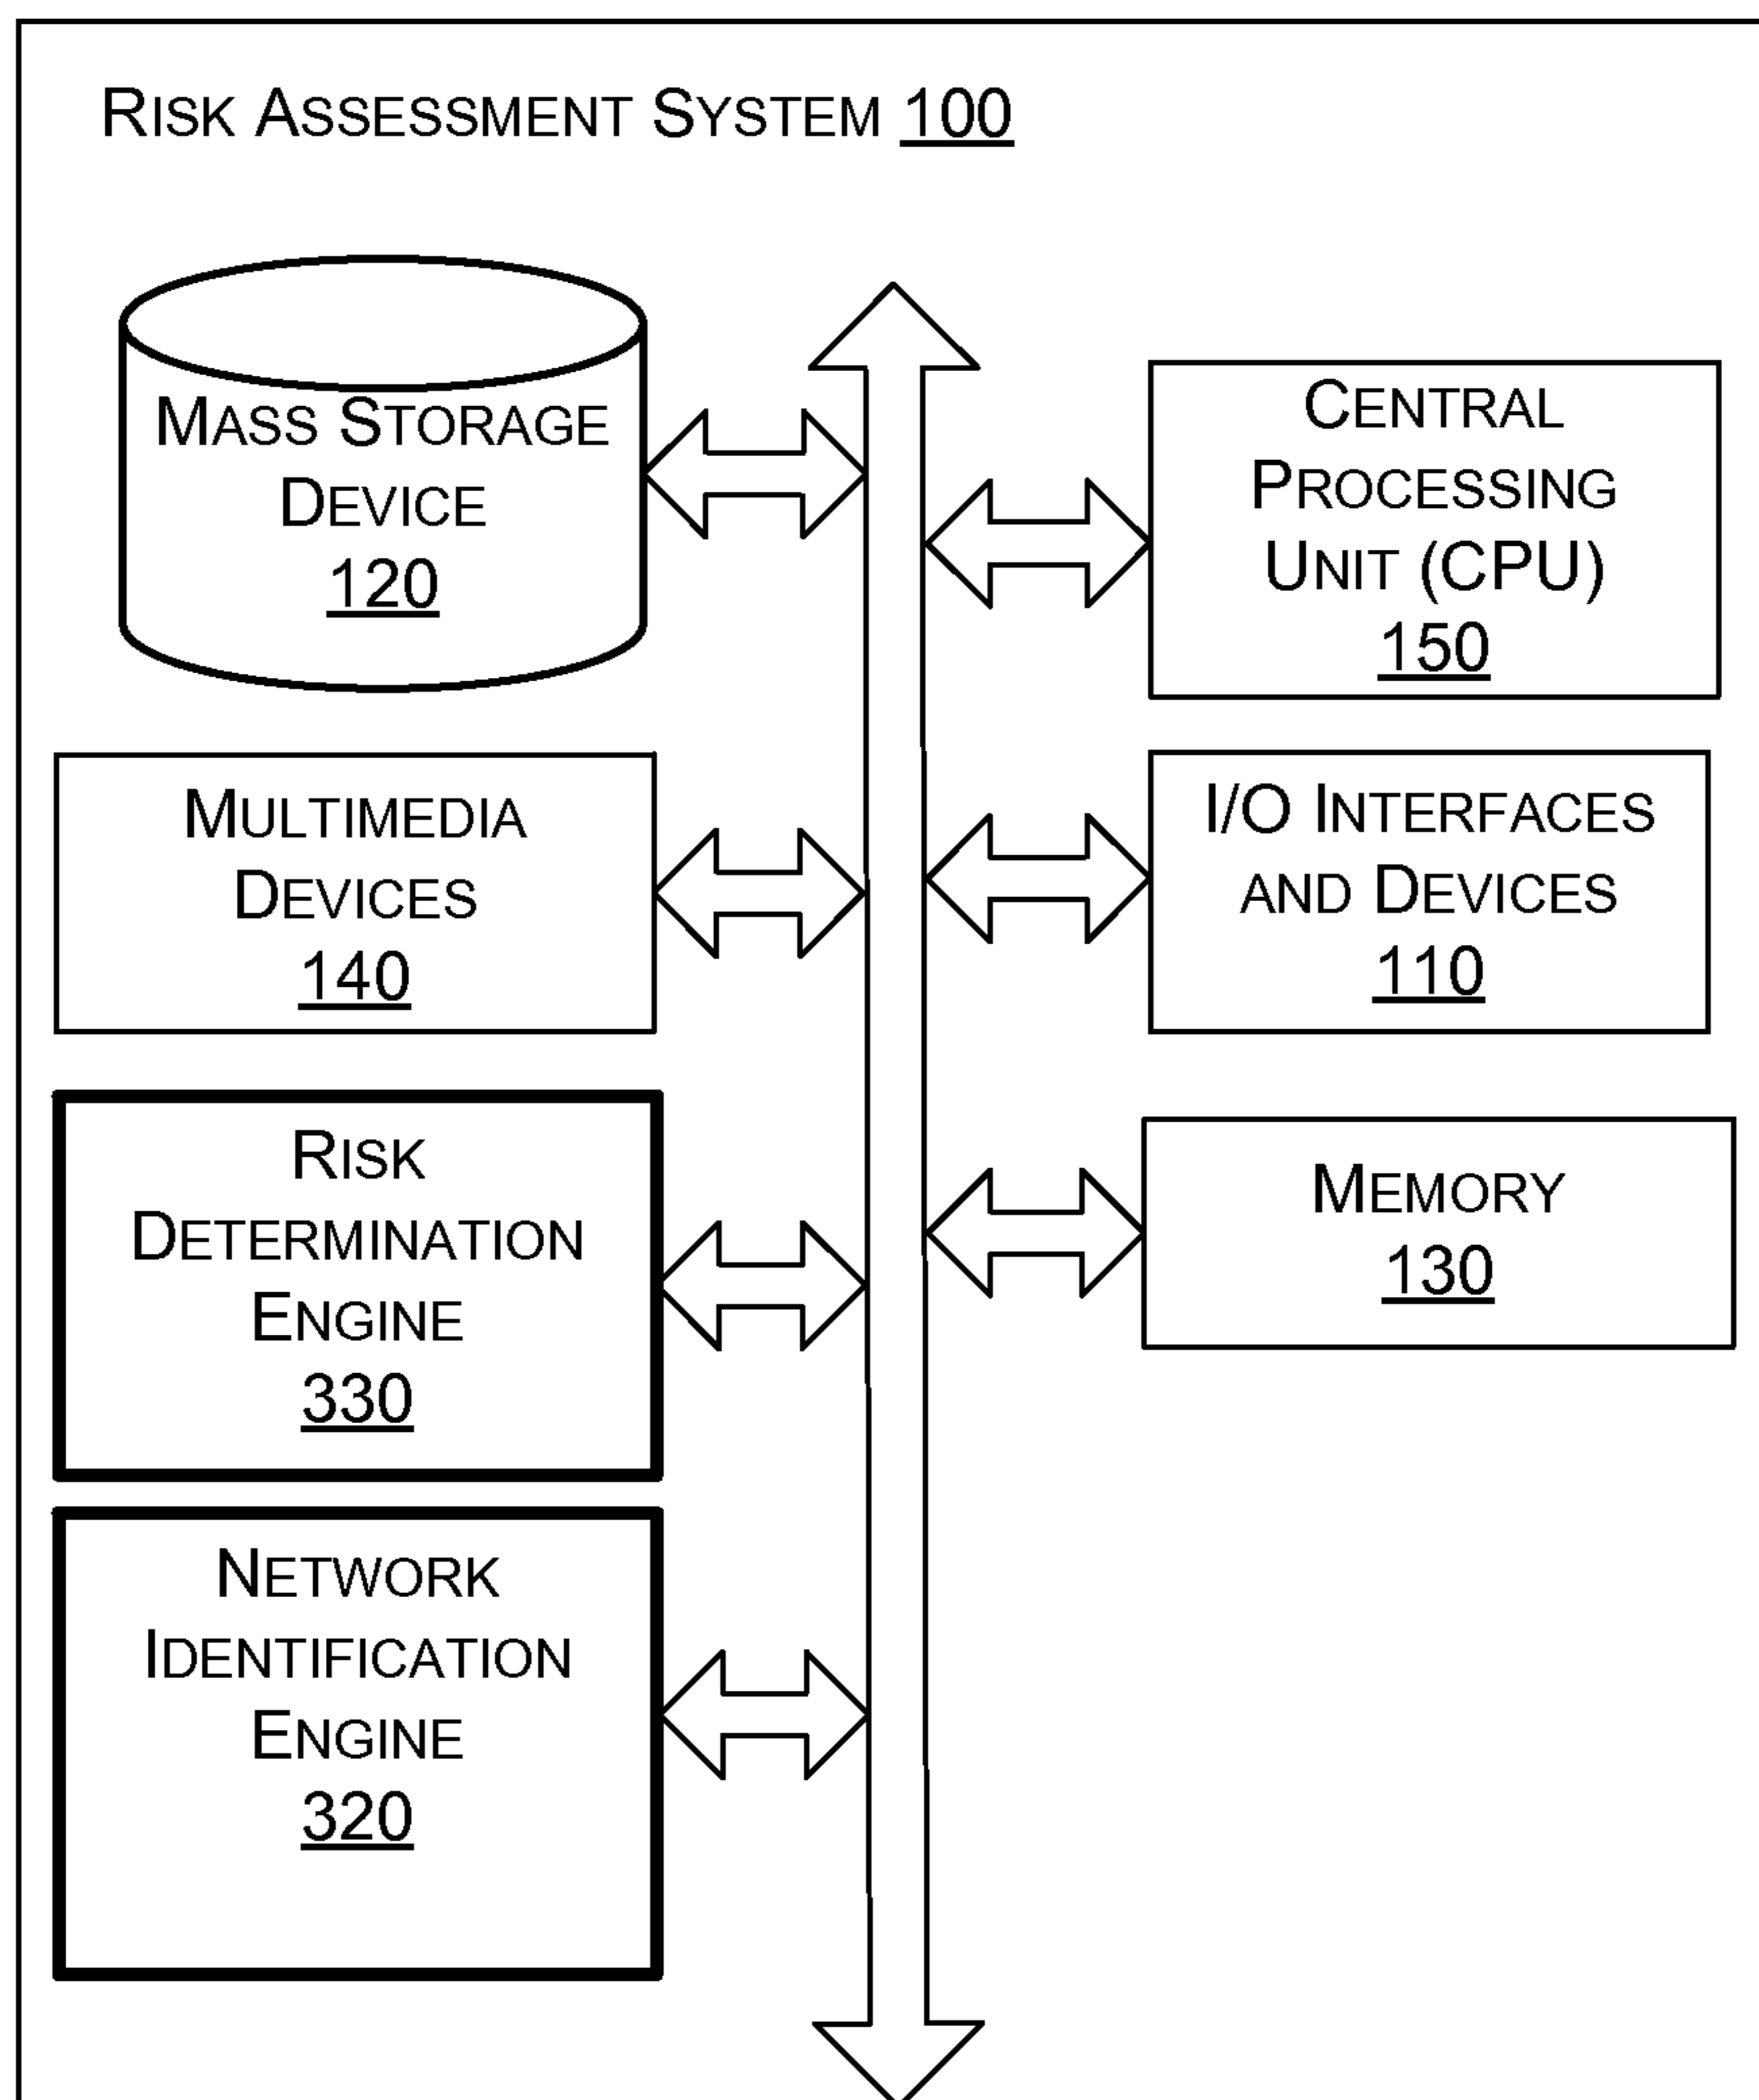 RISK ASSESSMENT SYSTEM 100
MASS STORAGE
DEVICE
120
CENTRAL
PROCESSING
UNIT (CPU)
150
MULTIMEDIA
DEVICES
140
I/O INTERFACES
AND DEVICES
110
RISK
DETERMINATION
ENGINE
330
MEMORY
130
NETWORK
IDENTIFICATION
ENGINE
320